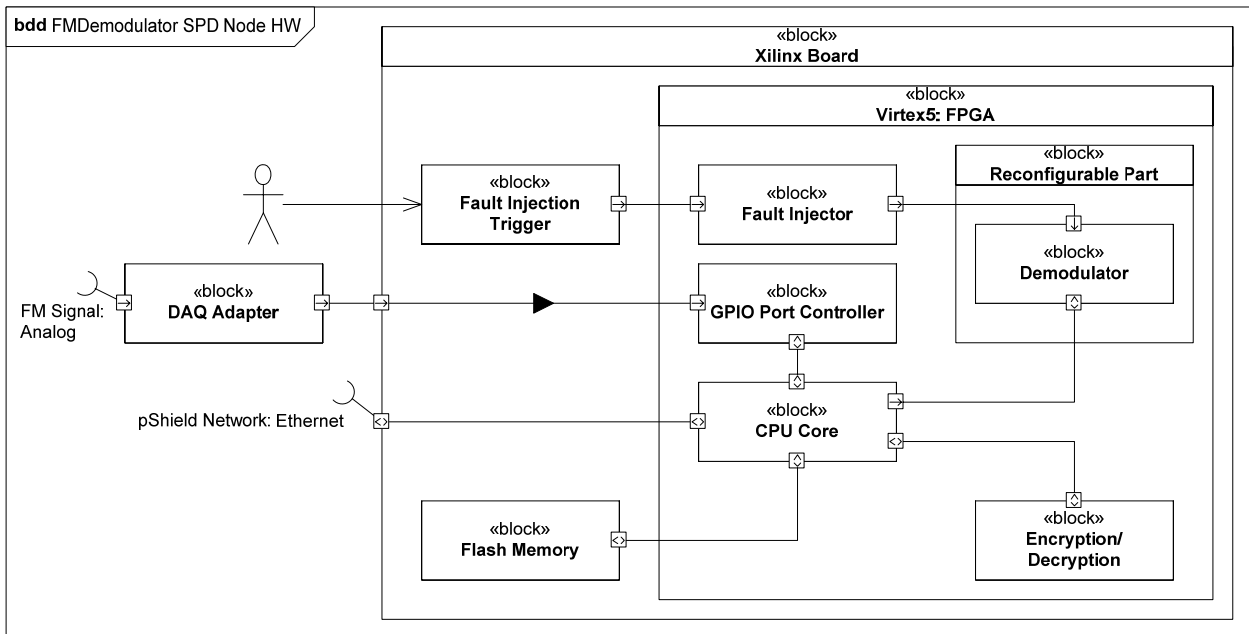 bdd FMDemodulator SPD Node HW
«block»
Xilinx Board
«block»
Virtex5: FPGA
«block»
Reconfigurable Part
«block»
Fault Injection
Trigger
«block»
Fault Injector
«block»
Demodulator
FM Signal:
Analog
«block»
DAQ Adapter
«block»
GPIO Port Controller
pShield Network: Ethernet
«block»
CPU Core
«block»
Flash Memory
«block»
Encryption/
Decryption